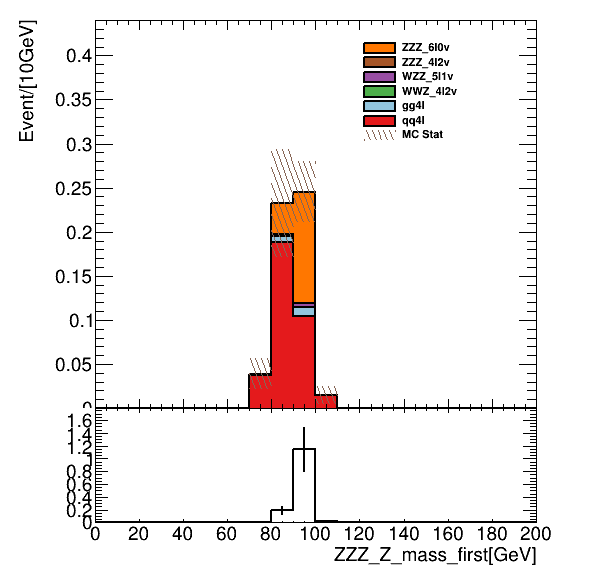 Event/[10GeV]
0.4
0.35
0.3
0.25
0.2
0.15
0.1
0.05
0
ZZZ_6l0v
ZZZ_4l2v
WZZ_5l1v
WWZ_4l2v
gg4l
qq4l
MC Stat
1.6
1.4
1.2
1
0.8
0.6
0.4
0.2
0
0 20 40 60 80 100 120 140 160 180 200
ZZZ_Z_mass_first[GeV]